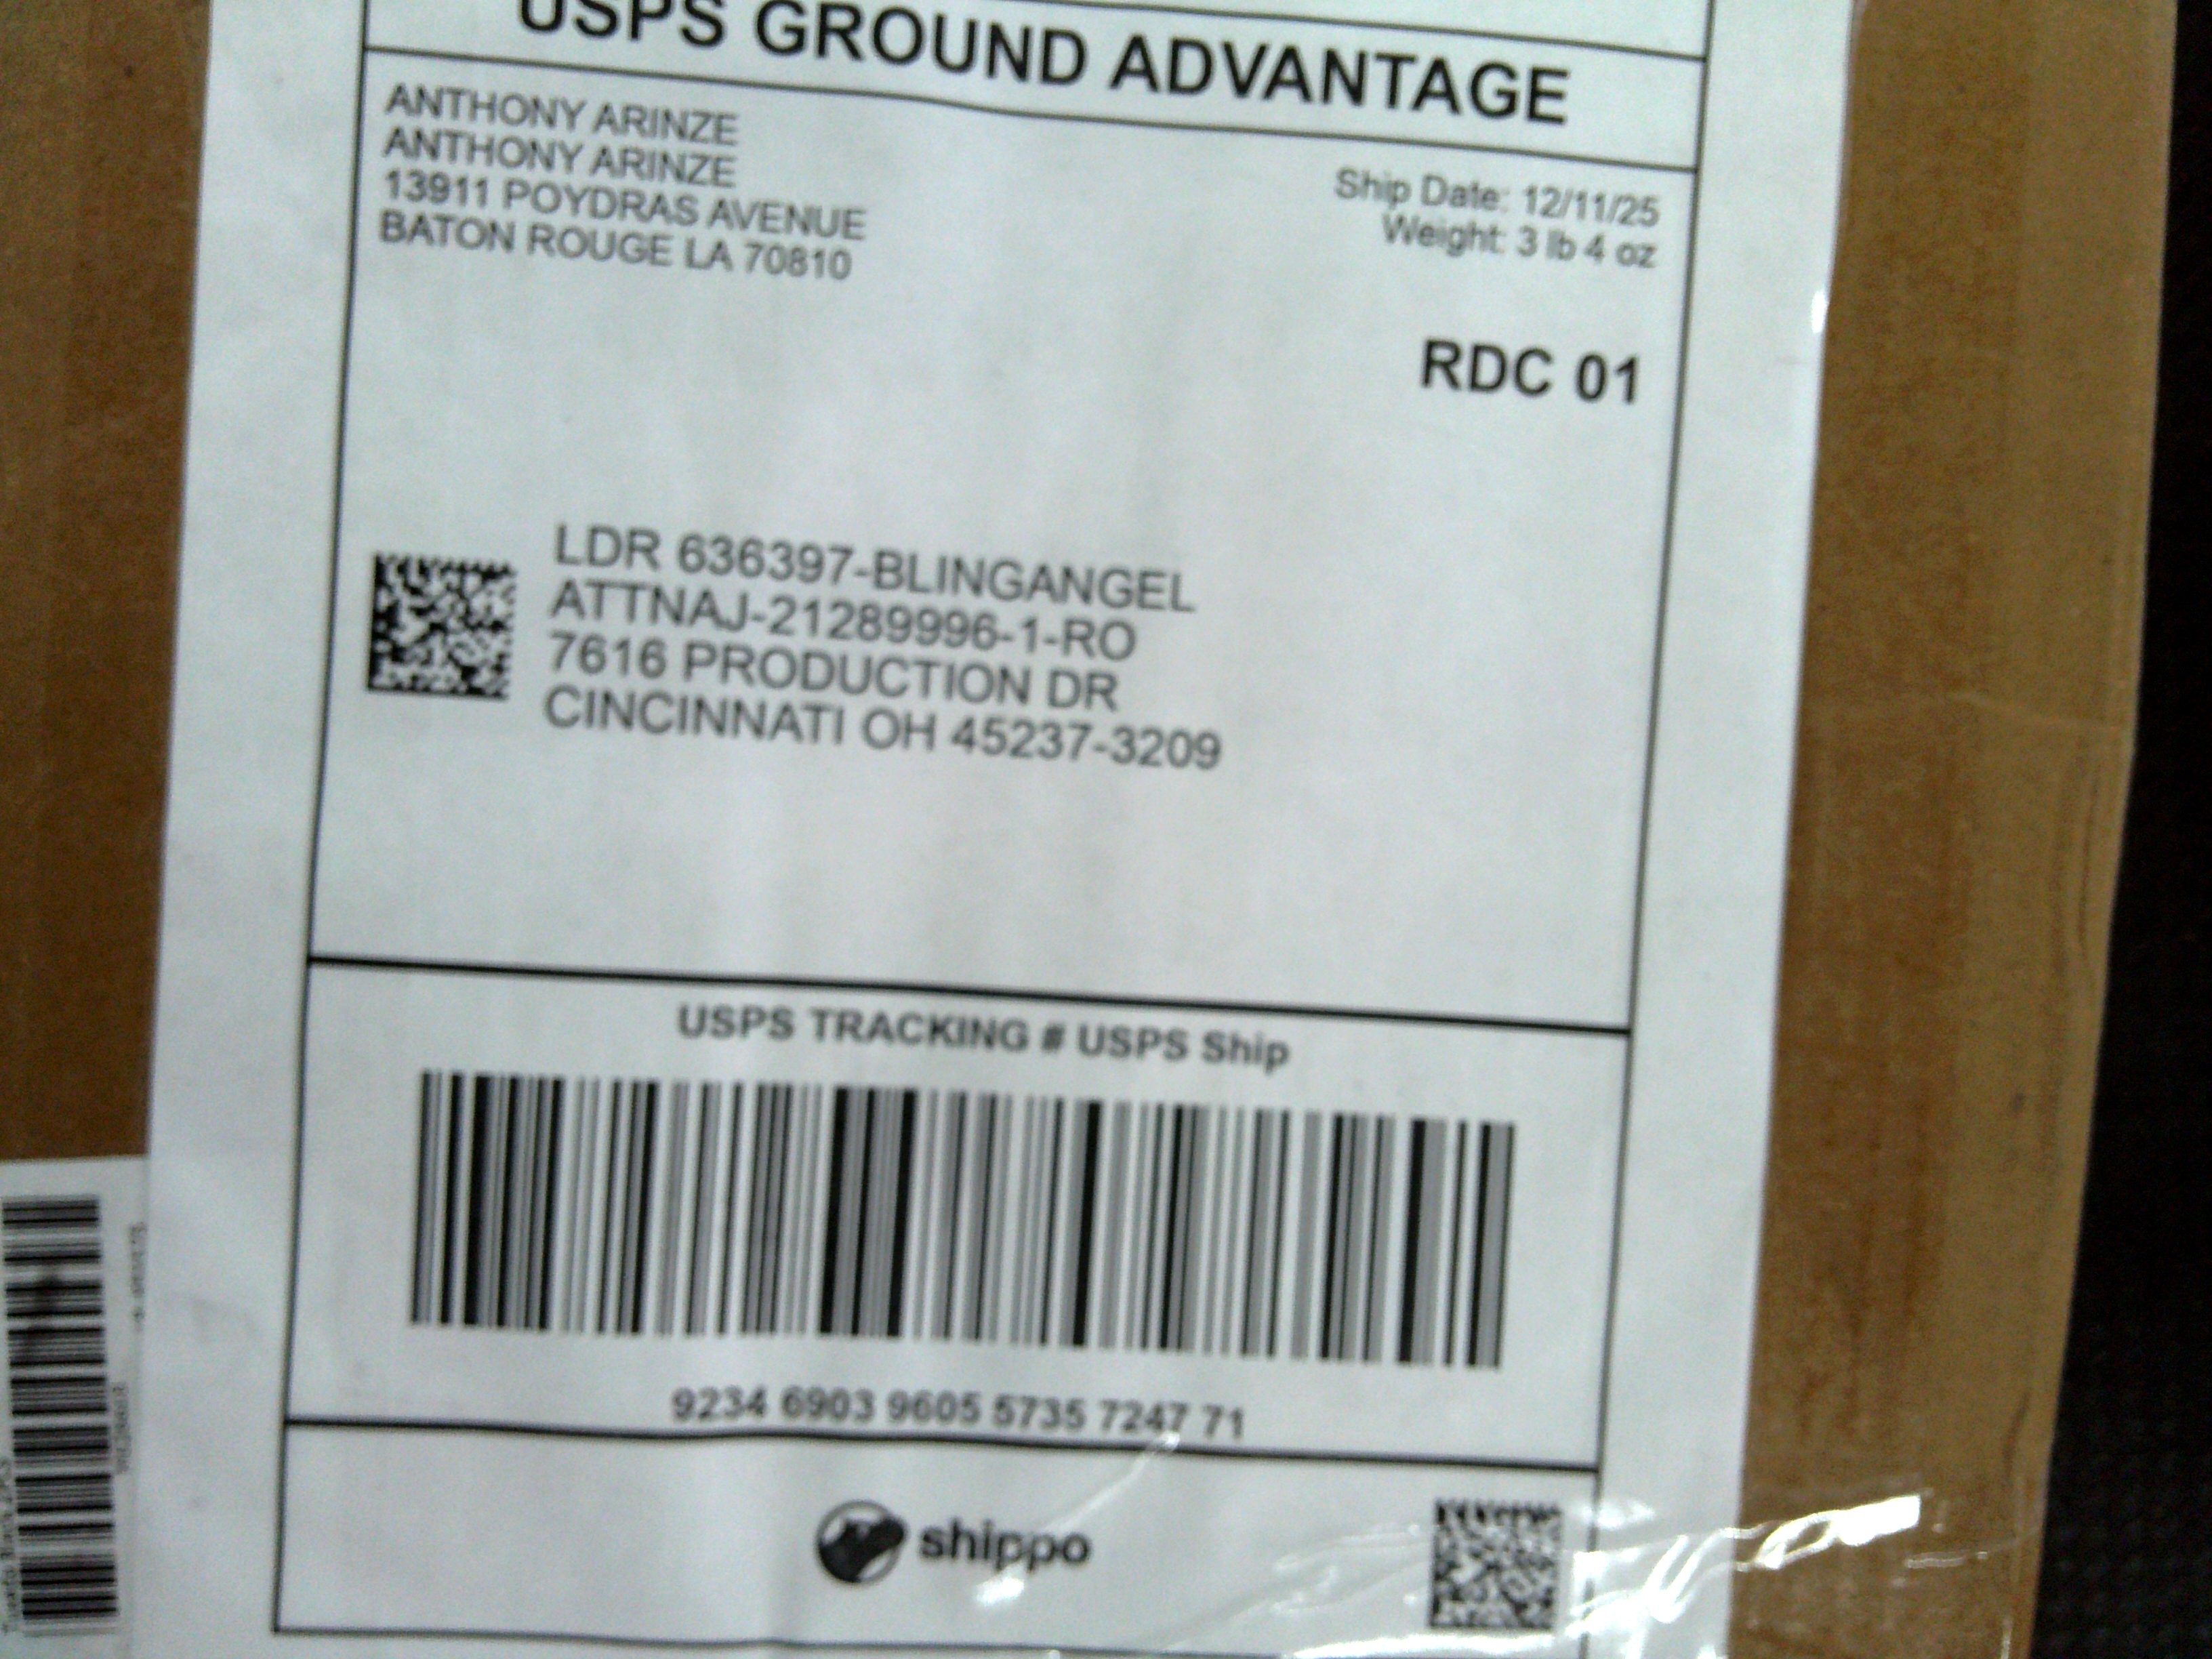 USPS GROUND ADVANTAGE
ANTHONY ARINZE
ANTHONY ARINZE
13911 POYDRAS AVENUE
BATON ROUGE LA 70810
Ship Date: 12/11/25
Weight: 3 lb 4 oz
RDC 01
LDR 636397-BLINGANGEL
ATTNAJ-21289996-1-RO
7616 PRODUCTION DR
CINCINNATI OH 45237-3209
USPS TRACKING # USPS Ship
9234 6903 9605 5735 7247 71
shippo